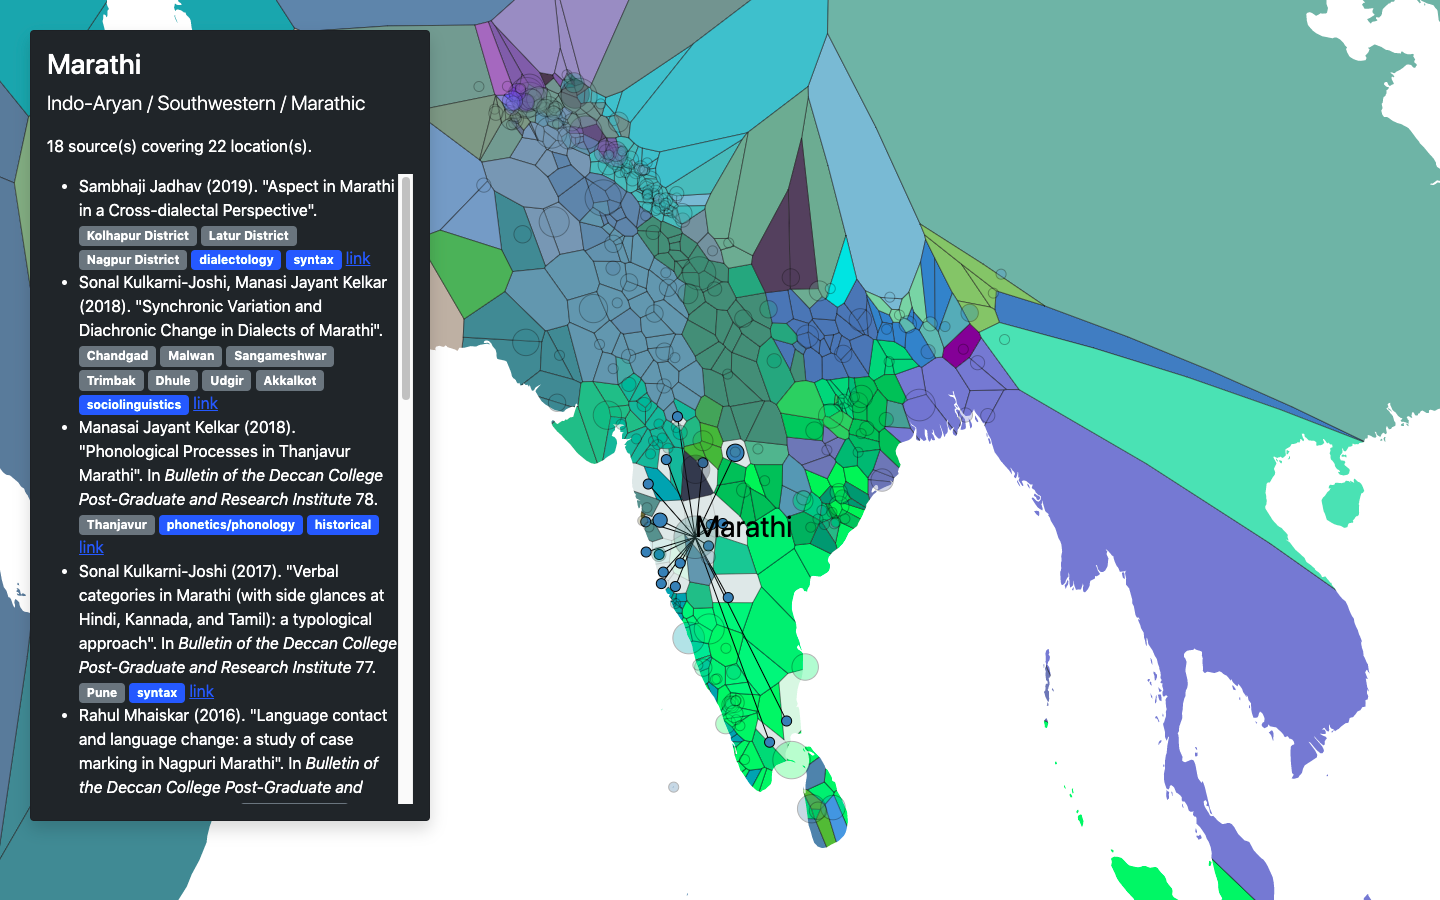 Marathi
Indo-Aryan / Southwestern / Marathic
18 source(s) covering 22 location(s).
• Sambhaji Jadhav (2019). "Aspect in Marathi
in a Cross-dialectal Perspective".
Kolhapur District Latur District
Nagpur District dialectology syntax link
• Sonal Kulkarni-Joshi, Manasi Jayant Kelkar
(2018). "Synchronic Variation and
Diachronic Change in Dialects of Marathi".
Chandgad Malwan Sangameshwar
Trimbak Dhule Udgir Akkalkot
sociolinguistics link
• Manasai Jayant Kelkar (2018).
"Phonological Processes in Thanjavur
Marathi". In Bulletin of the Deccan College
Post-Graduate and Research Institute 78.
Thanjavur phonetics/phonology historical
link
• Sonal Kulkarni-Joshi (2017). "Verbal
categories in Marathi (with side glances at
Hindi, Kannada, and Tamil): a typological
approach". In Bulletin of the Deccan College
Post-Graduate and Research Institute 77.
Pune syntax link
• Rahul Mhaiskar (2016). "Language contact
and language change: a study of case
marking in Nagpuri Marathi". In Bulletin of
the Deccan College Post-Graduate and
Marathi